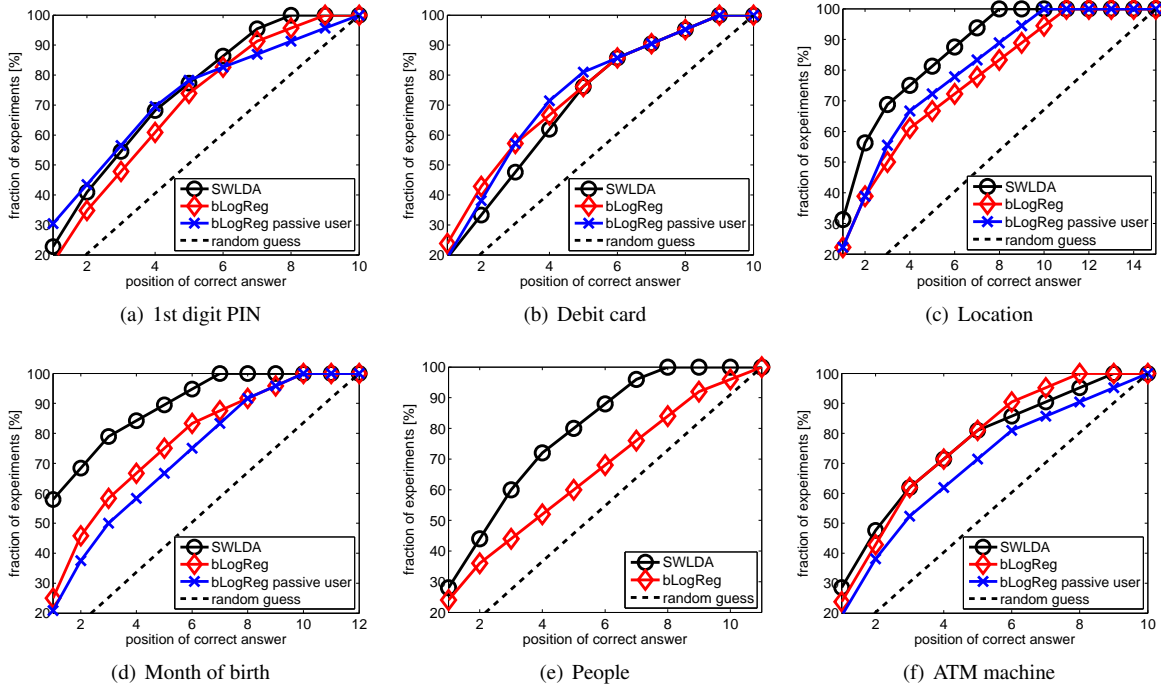 100
90
80
70
60
50
40
30
20
fraction of experiments [%]
SWLDA
bLogReg
bLogReg passive user
random guess
2 4 6 8 10
position of correct answer
(a) 1st digit PIN
100
90
80
70
60
50
40
30
20
fraction of experiments [%]
SWLDA
bLogReg
bLogReg passive user
random guess
2 4 6 8 10
position of correct answer
(b) Debit card
100
90
80
70
60
50
40
30
20
fraction of experiments [%]
SWLDA
bLogReg
bLogReg passive user
random guess
2 4 6 8 10 12 14
position of correct answer
(c) Location
100
90
80
70
60
50
40
30
20
fraction of experiments [%]
SWLDA
bLogReg
bLogReg passive user
random guess
2 4 6 8 10 12
position of correct answer
(d) Month of birth
100
90
80
70
60
50
40
30
20
fraction of experiments [%]
SWLDA
bLogReg
random guess
2 4 6 8 10
position of correct answer
(e) People
100
90
80
70
60
50
40
30
20
fraction of experiments [%]
SWLDA
bLogReg
bLogReg passive user
random guess
2 4 6 8 10
position of correct answer
(f) ATM machine